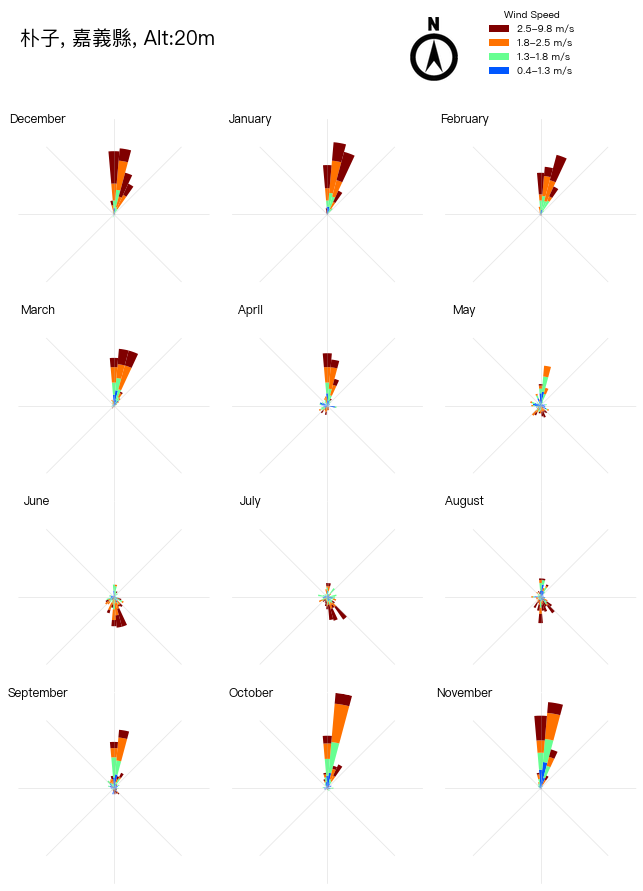 朴子, 嘉義縣, Alt:20m
N
Wind Speed
2.5–9.8 m/s
1.8–2.5 m/s
1.3–1.8 m/s
0.4–1.3 m/s
December
January
February
March
April
May
June
July
August
September
October
November